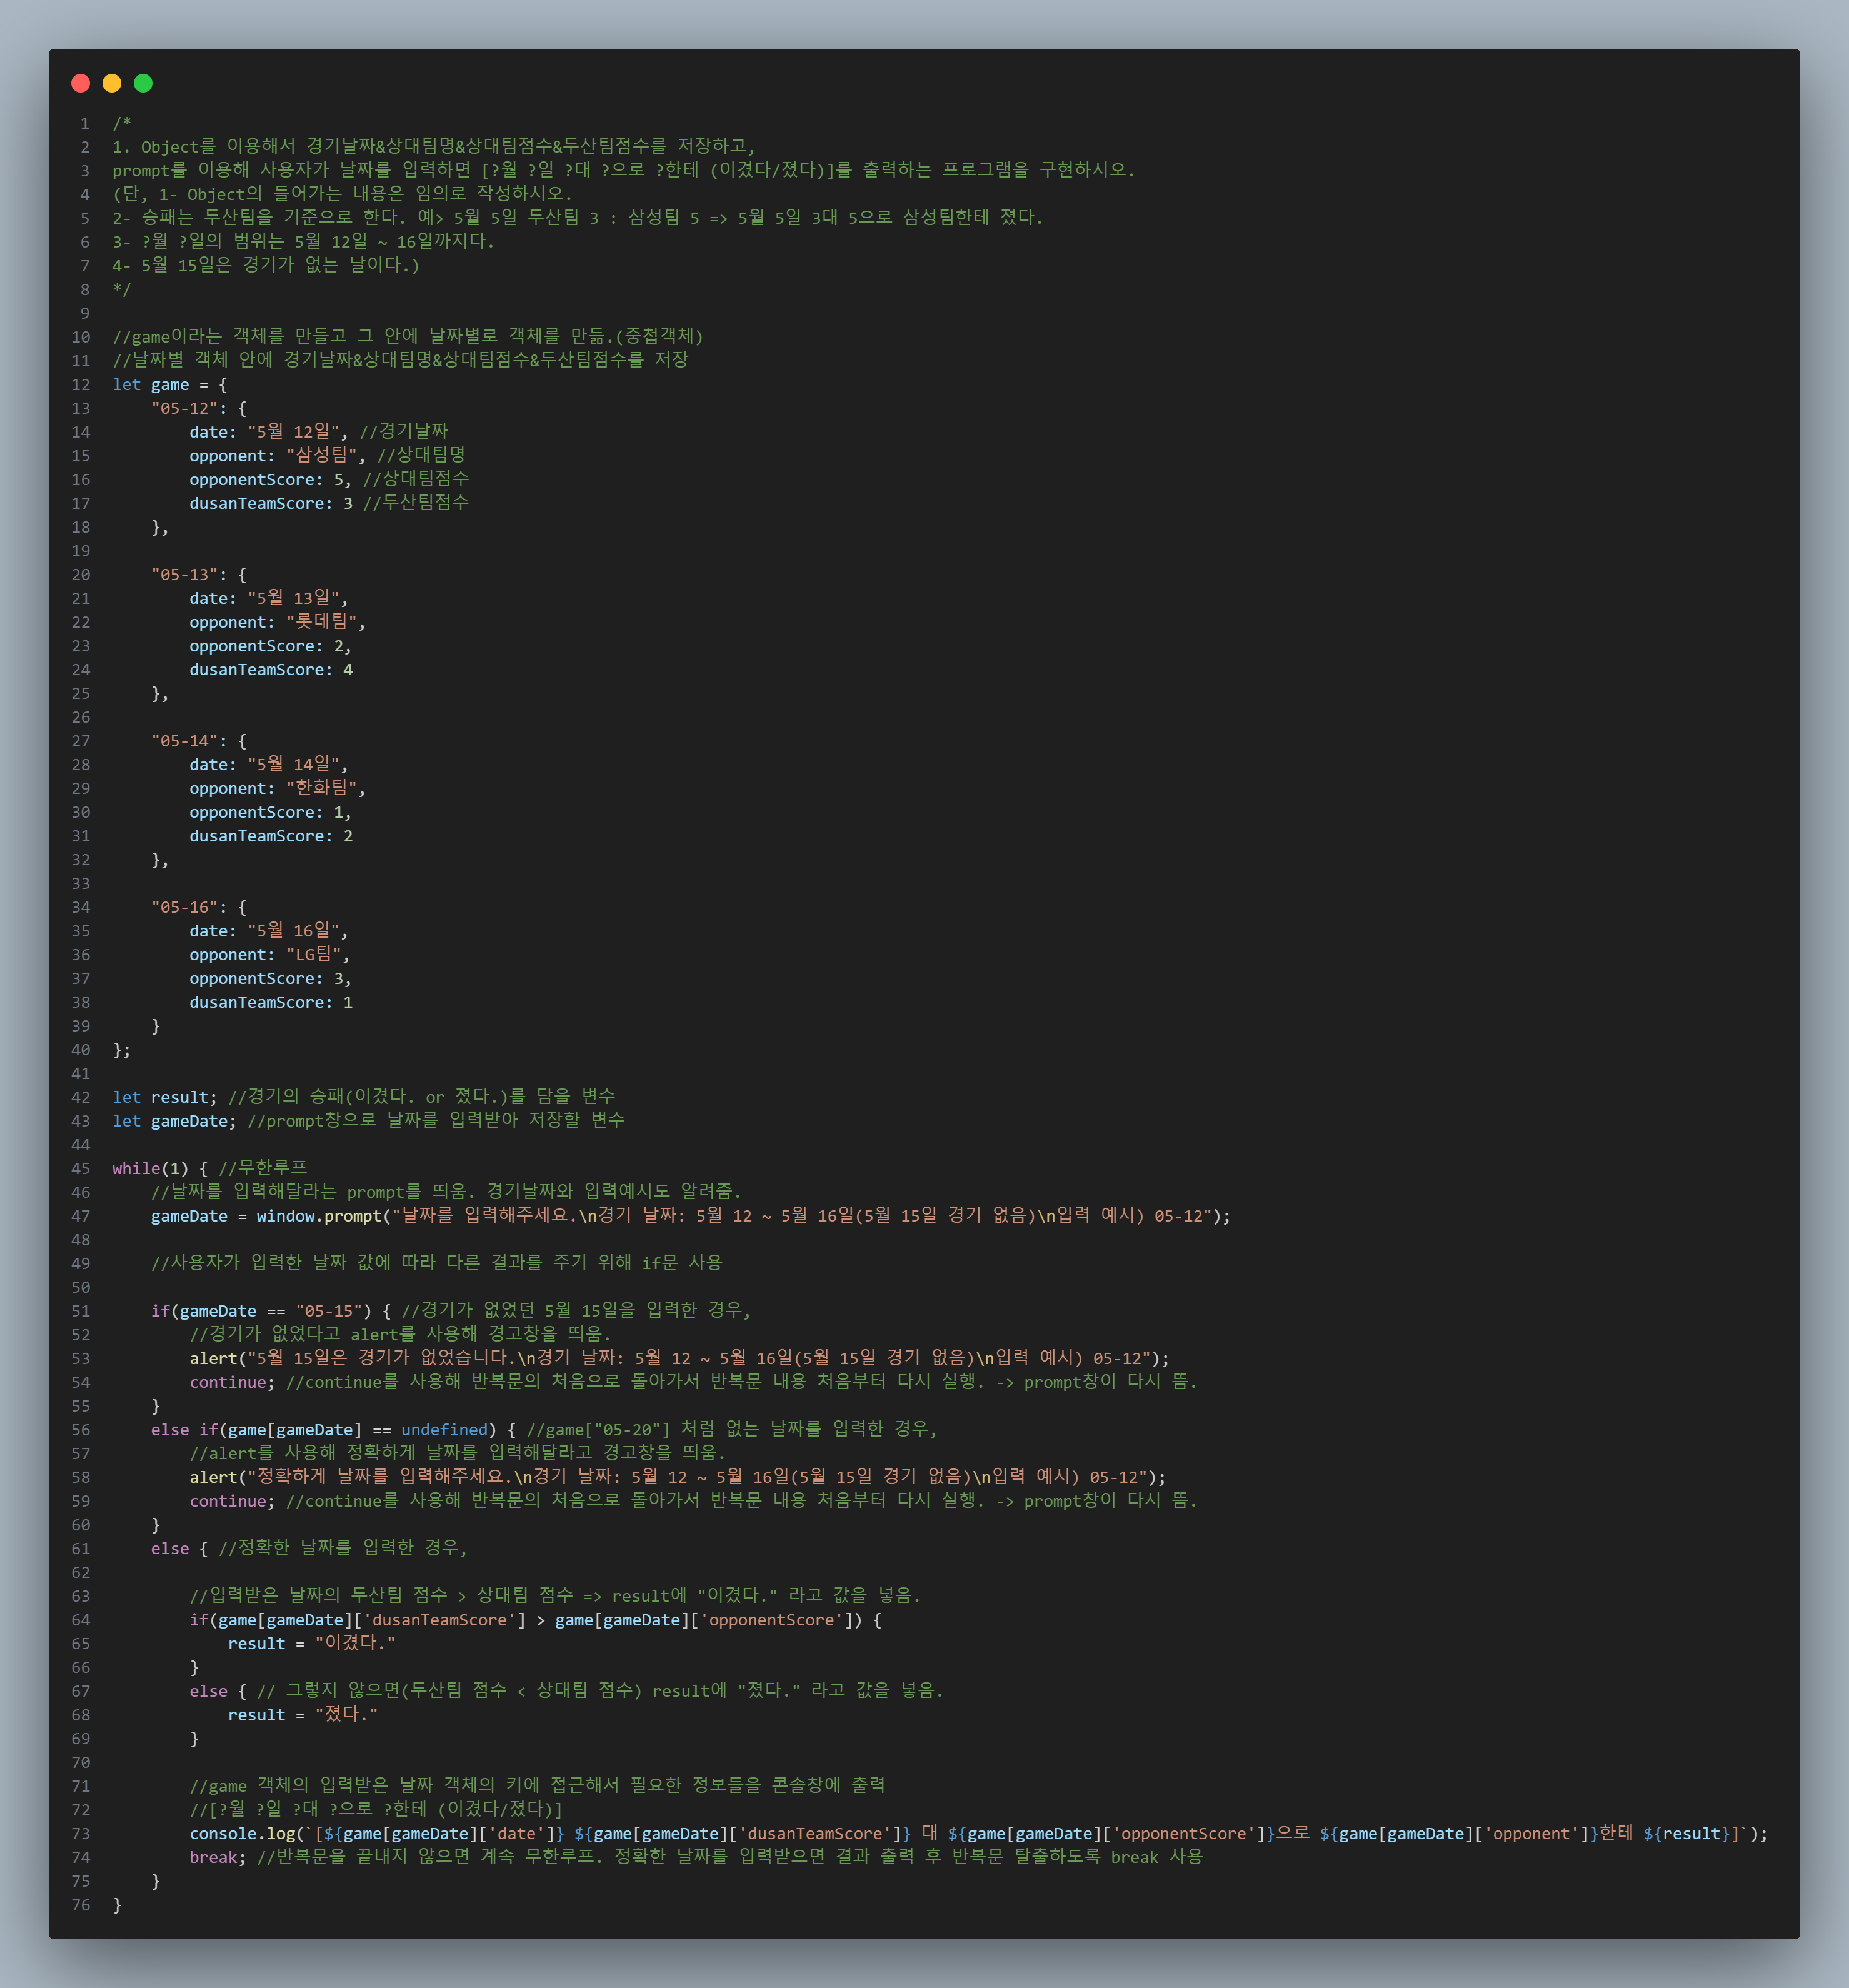 1 /*
2 1. Object를 이용해서 경기날짜&상대팀명&상대팀점수&두산팀점수를 저장하고,
3 prompt를 이용해 사용자가 날짜를 입력하면 [?월 ?일 ?대 ?으로 ?한테 (이겼다/졌다)]를 출력하는 프로그램을 구현하시오.
4 (단, 1- Object의 들어가는 내용은 임의로 작성하시오.
5 2- 승패는 두산팀을 기준으로 한다. 예> 5월 5일 두산팀 3 : 삼성팀 5 => 5월 5일 3대 5으로 삼성팀한테 졌다.
6 3- ?월 ?일의 범위는 5월 12일 ~ 16일까지다.
7 4- 5월 15일은 경기가 없는 날이다.)
8 */
9
10 //game이라는 객체를 만들고 그 안에 날짜별로 객체를 만듦.(중첩객체)
11 //날짜별 객체 안에 경기날짜&상대팀명&상대팀점수&두산팀점수를 저장
12 let game = {
13     "05-12": {
14         date: "5월 12일", //경기날짜
15         opponent: "삼성팀", //상대팀명
16         opponentScore: 5, //상대팀점수
17         dusanTeamScore: 3 //두산팀점수
18     },
19
20     "05-13": {
21         date: "5월 13일",
22         opponent: "롯데팀",
23         opponentScore: 2,
24         dusanTeamScore: 4
25     },
26
27     "05-14": {
28         date: "5월 14일",
29         opponent: "한화팀",
30         opponentScore: 1,
31         dusanTeamScore: 2
32     },
33
34     "05-16": {
35         date: "5월 16일",
36         opponent: "LG팀",
37         opponentScore: 3,
38         dusanTeamScore: 1
39     }
40 };
41
42 let result; //경기의 승패(이겼다. or 졌다.)를 담을 변수
43 let gameDate; //prompt창으로 날짜를 입력받아 저장할 변수
44
45 while(1) { //무한루프
46     //날짜를 입력해달라는 prompt를 띄움. 경기날짜와 입력예시도 알려줌.
47     gameDate = window.prompt("날짜를 입력해주세요.\n경기 날짜: 5월 12 ~ 5월 16일(5월 15일 경기 없음)\n입력 예시) 05-12");
48
49     //사용자가 입력한 날짜 값에 따라 다른 결과를 주기 위해 if문 사용
50
51     if(gameDate == "05-15") { //경기가 없었던 5월 15일을 입력한 경우,
52         //경기가 없었다고 alert를 사용해 경고창을 띄움.
53         alert("5월 15일은 경기가 없었습니다.\n경기 날짜: 5월 12 ~ 5월 16일(5월 15일 경기 없음)\n입력 예시) 05-12");
54         continue; //continue를 사용해 반복문의 처음으로 돌아가서 반복문 내용 처음부터 다시 실행. -> prompt창이 다시 뜸.
55     }
56     else if(game[gameDate] == undefined) { //game["05-20"] 처럼 없는 날짜를 입력한 경우,
57         //alert를 사용해 정확하게 날짜를 입력해달라고 경고창을 띄움.
58         alert("정확하게 날짜를 입력해주세요.\n경기 날짜: 5월 12 ~ 5월 16일(5월 15일 경기 없음)\n입력 예시) 05-12");
59         continue; //continue를 사용해 반복문의 처음으로 돌아가서 반복문 내용 처음부터 다시 실행. -> prompt창이 다시 뜸.
60     }
61     else { //정확한 날짜를 입력한 경우,
62
63         //입력받은 날짜의 두산팀 점수 > 상대팀 점수 => result에 "이겼다." 라고 값을 넣음.
64         if(game[gameDate]['dusanTeamScore'] > game[gameDate]['opponentScore']) {
65             result = "이겼다."
66         }
67         else { // 그렇지 않으면(두산팀 점수 < 상대팀 점수) result에 "졌다." 라고 값을 넣음.
68             result = "졌다."
69         }
70
71         //game 객체의 입력받은 날짜 객체의 키에 접근해서 필요한 정보들을 콘솔창에 출력
72         //[?월 ?일 ?대 ?으로 ?한테 (이겼다/졌다)]
73         console.log(`[${game[gameDate]['date']} ${game[gameDate]['dusanTeamScore']} 대 ${game[gameDate]['opponentScore']}으로 ${game[gameDate]['opponent']}한테 ${result}]`);
74         break; //반복문을 끝내지 않으면 계속 무한루프. 정확한 날짜를 입력받으면 결과 출력 후 반복문 탈출하도록 break 사용
75     }
76 }